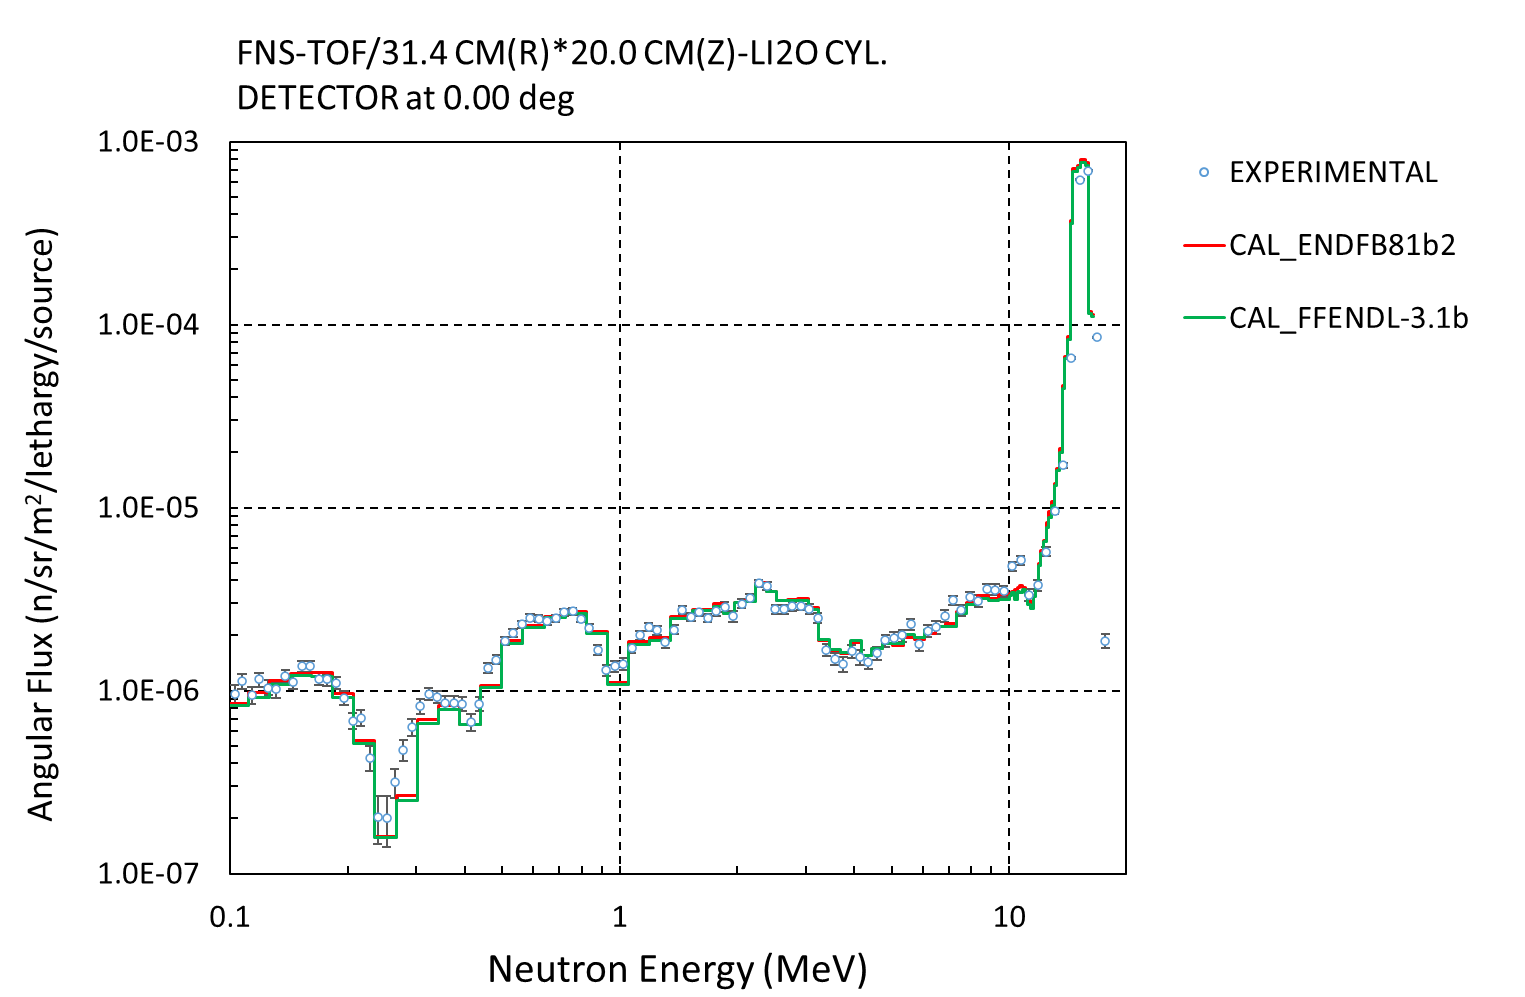 FNS-TOF/31.4 CM(R)*20.0 CM(Z)-LI2O CYL.
DETECTOR at 0.00 deg
1.0E-03
1.0E-04
1.0E-05
1.0E-06
1.0E-07
Angular Flux (n/sr/m²/lethargy/source)
0.1
1
10
Neutron Energy (MeV)
EXPERIMENTAL
CAL_ENDFB81b2
CAL_FFENDL-3.1b